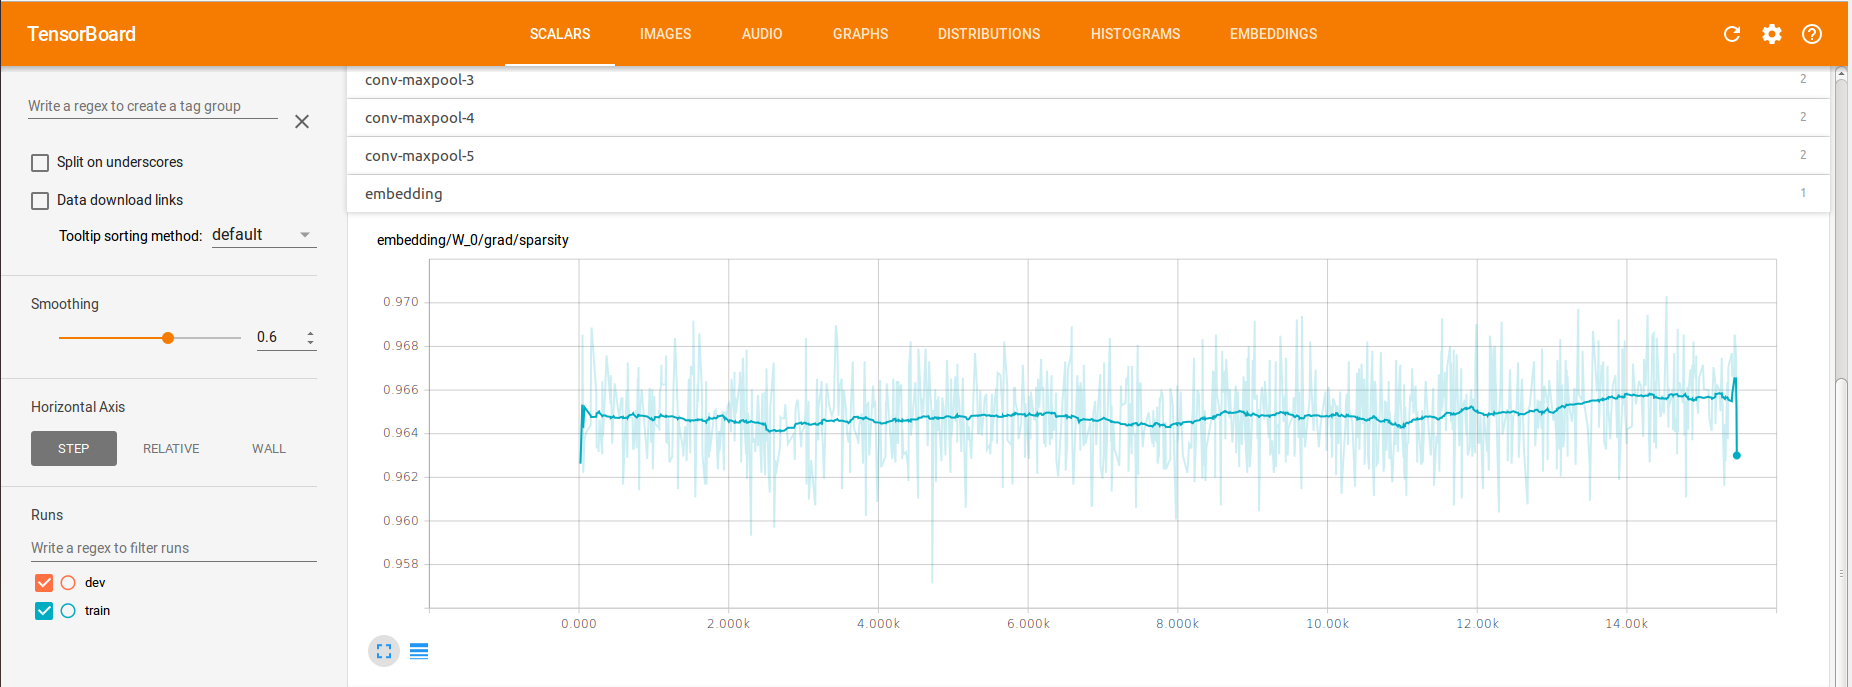 TensorBoard SCALARS IMAGES AUDIO GRAPHS DISTRIBUTIONS HISTOGRAMS EMBEDDINGS
Write a regex to create a tag group
Split on underscores
Data download links
Tooltip sorting method: default
Smoothing
0.6
Horizontal Axis
STEP RELATIVE WALL
Runs
Write a regex to filter runs
dev
train
conv-maxpool-3 2
conv-maxpool-4 2
conv-maxpool-5 2
embedding 1
embedding/W_0/grad/sparsity
0.970
0.968
0.966
0.964
0.962
0.960
0.958
0.000 2.000k 4.000k 6.000k 8.000k 10.00k 12.00k 14.00k